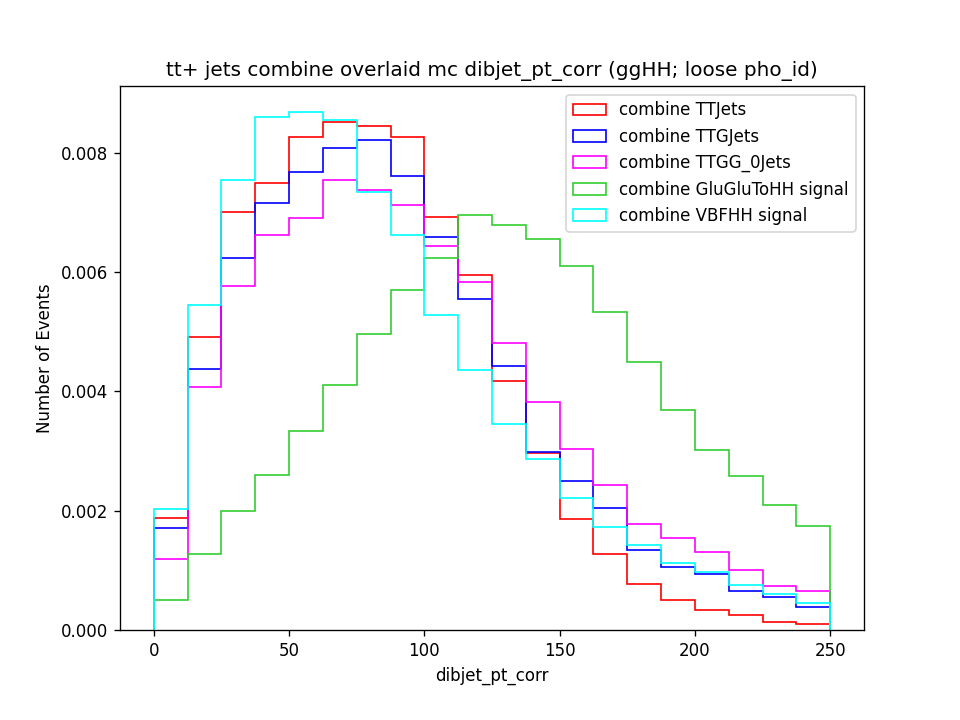 tt+ jets combine overlaid mc dibjet_pt_corr (ggHH; loose pho_id)
combine TTJets
combine TTGJets
combine TTGG_0Jets
combine GluGluToHH signal
combine VBFHH signal
Number of Events
0.008
0.006
0.004
0.002
0.000
0 50 100 150 200 250
dibjet_pt_corr